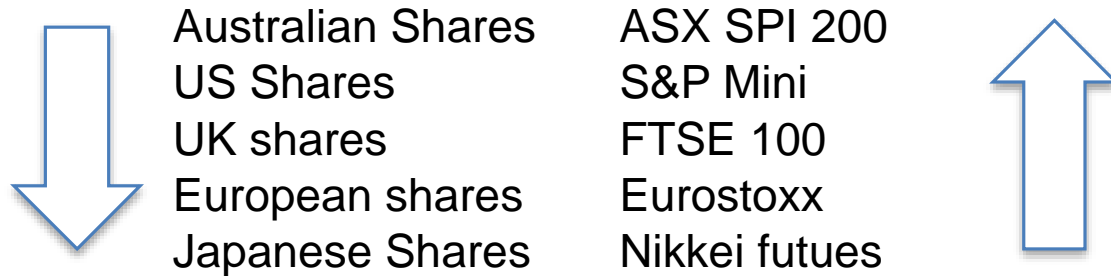 Australian Shares ASX SPI 200
US Shares S&P Mini
UK shares FTSE 100
European shares Eurostoxx
Japanese Shares Nikkei futues